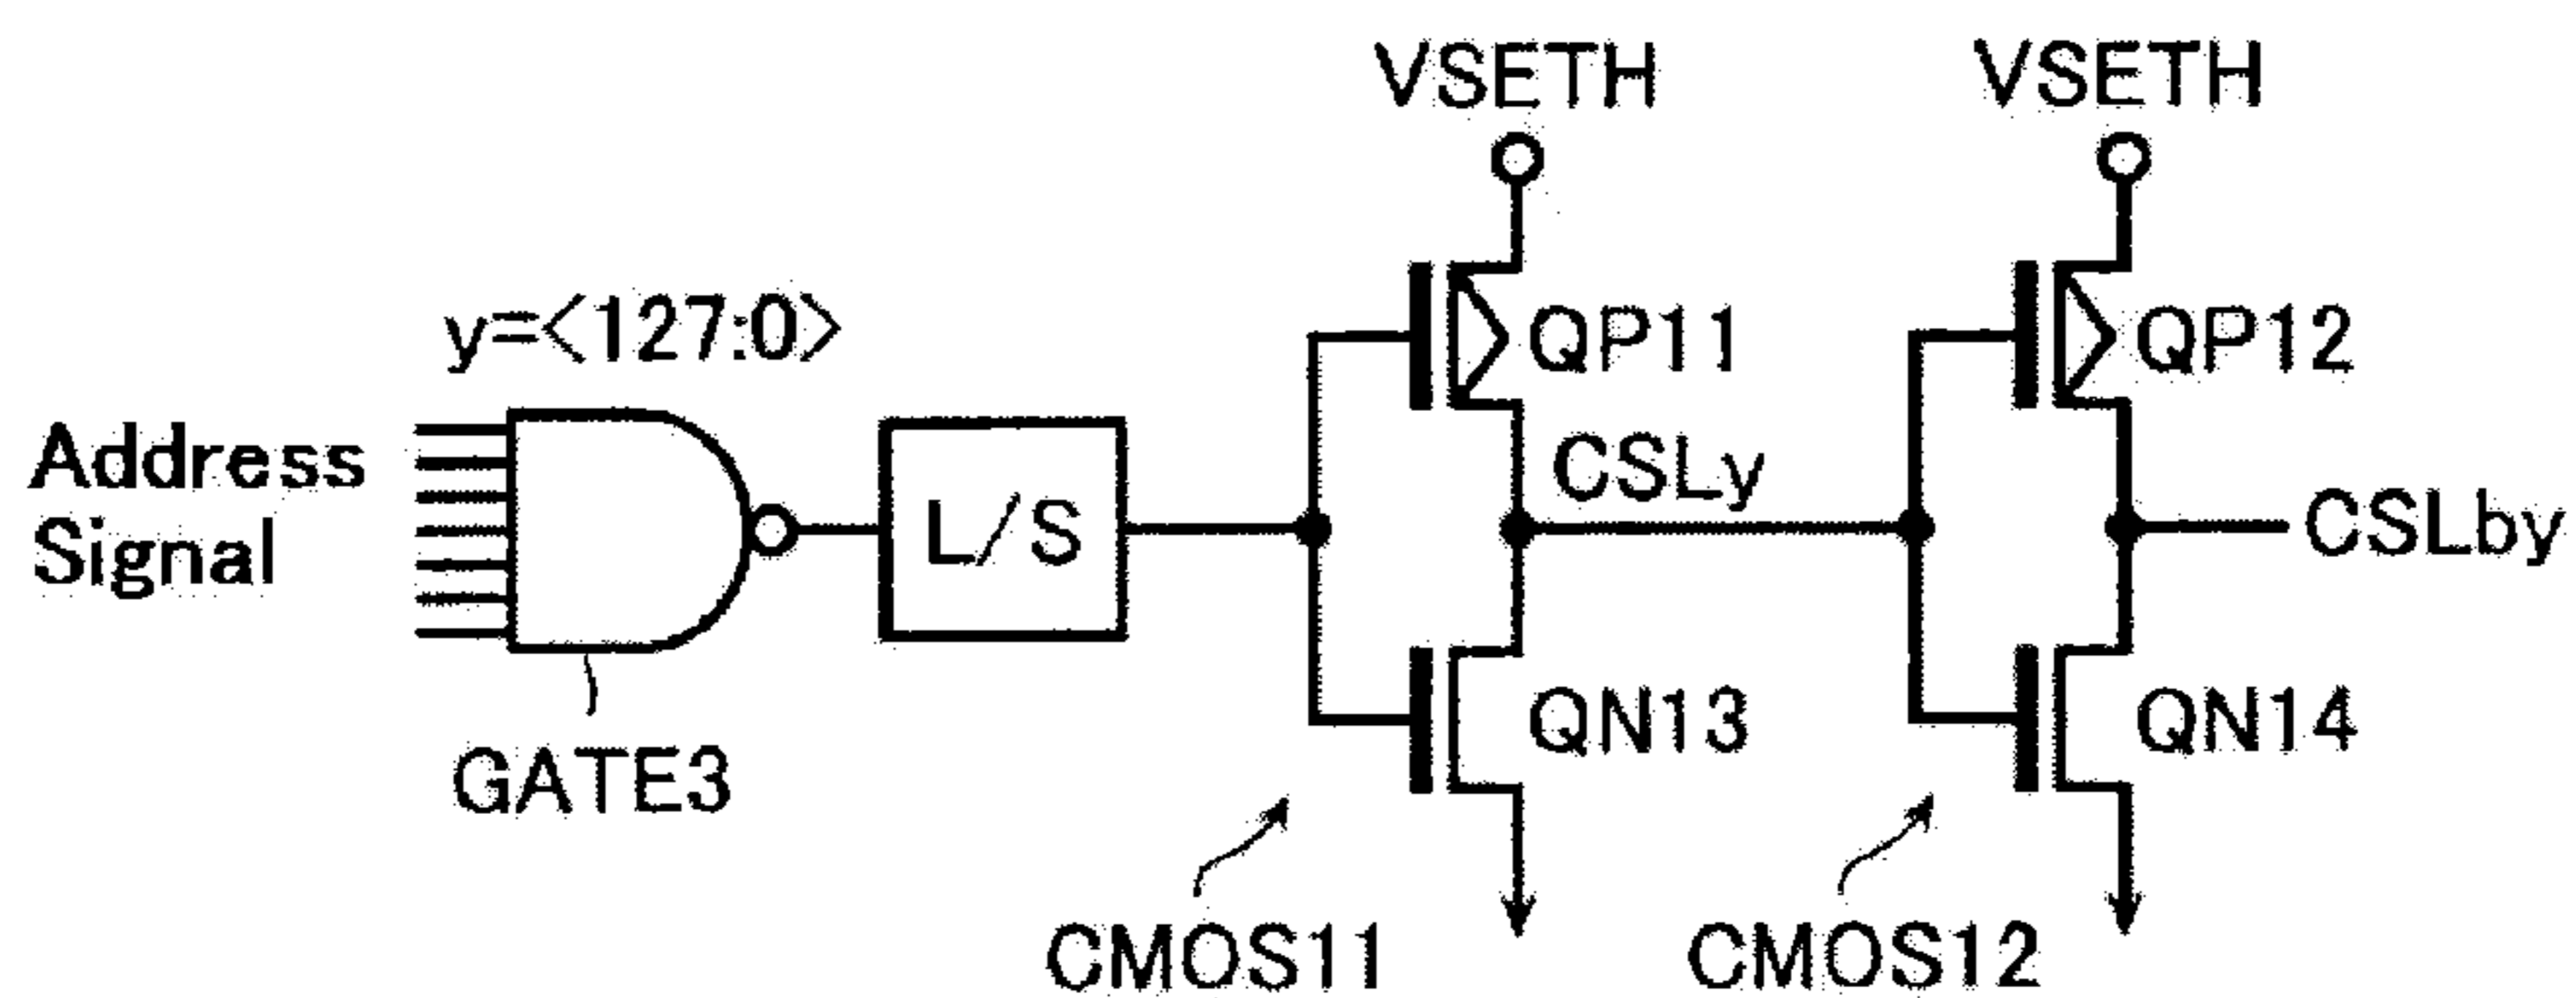 VSETH
VSETH
y=<127:0>
QP11
QP12
Address
Signal
L/S
CSLy
CSLby
GATE3
QN13
QN14
CMOS11
CMOS12